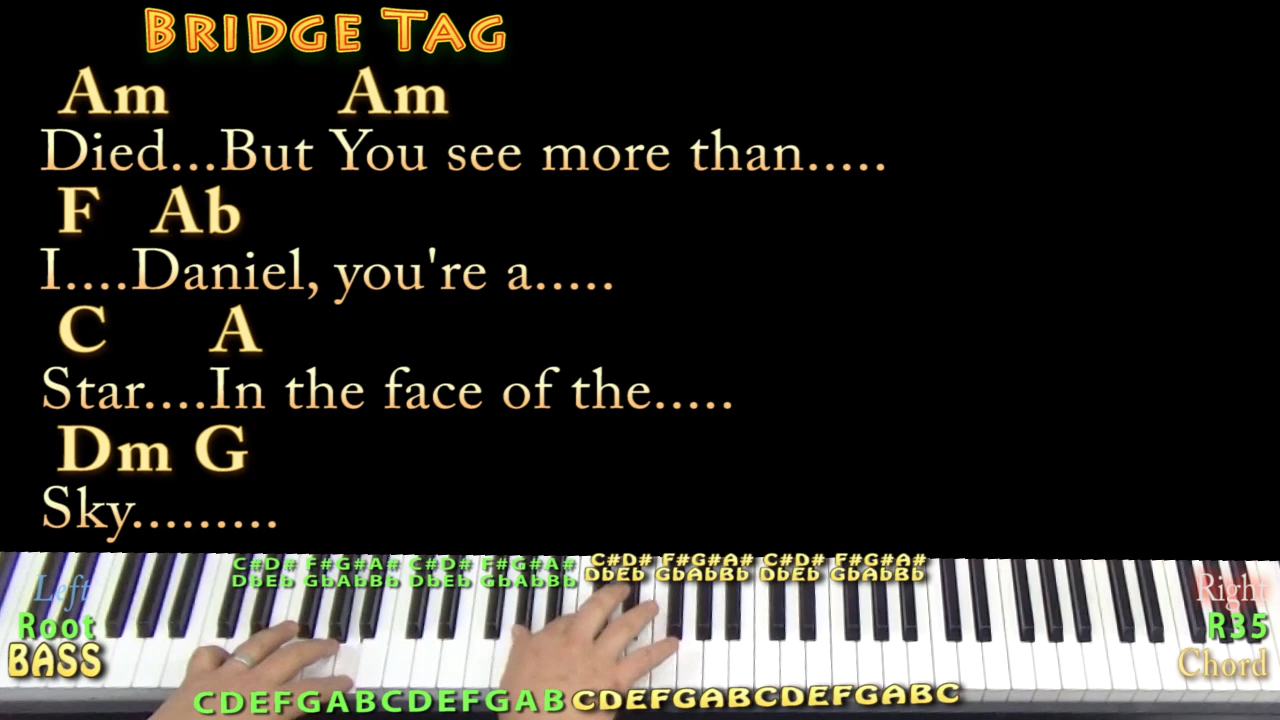 BRIDGE TAG
Am Am
Died...But You see more than.....
F Ab
I....Daniel, you're a.....
C A
Star....In the face of the.....
Dm G
Sky.........
C#D# F#G#A# C#D# F#G#A# C#D# F#G#A# C#D# F#G#A#
DbEb GbAbBb DbEb GbAbBb DbEb GbAbBb DbEb GbAbBb
Left
Root
BASS
Right
R35
Chord
CDEFGABCDEFGAB CDEFGABCDEFGABC